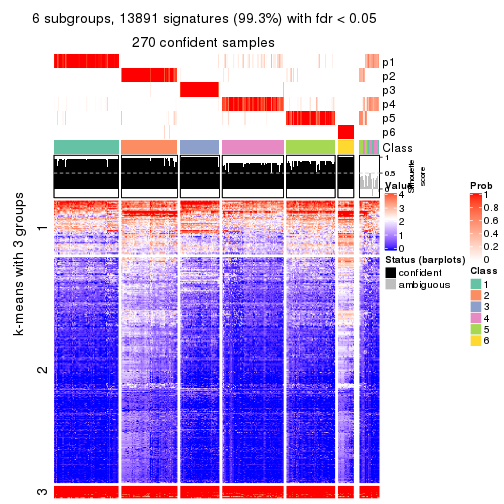 6 subgroups, 13891 signatures (99.3%) with fdr < 0.05
270 confident samples
p1
p2
p3
p4
p5
p6
Class
1
0.5
0
Silhouette
score
k-means with 3 groups
1
2
3
Value
4
3
2
1
0
Status (barplots)
confident
ambiguous
Prob
1
0.8
0.6
0.4
0.2
0
Class
1
2
3
4
5
6